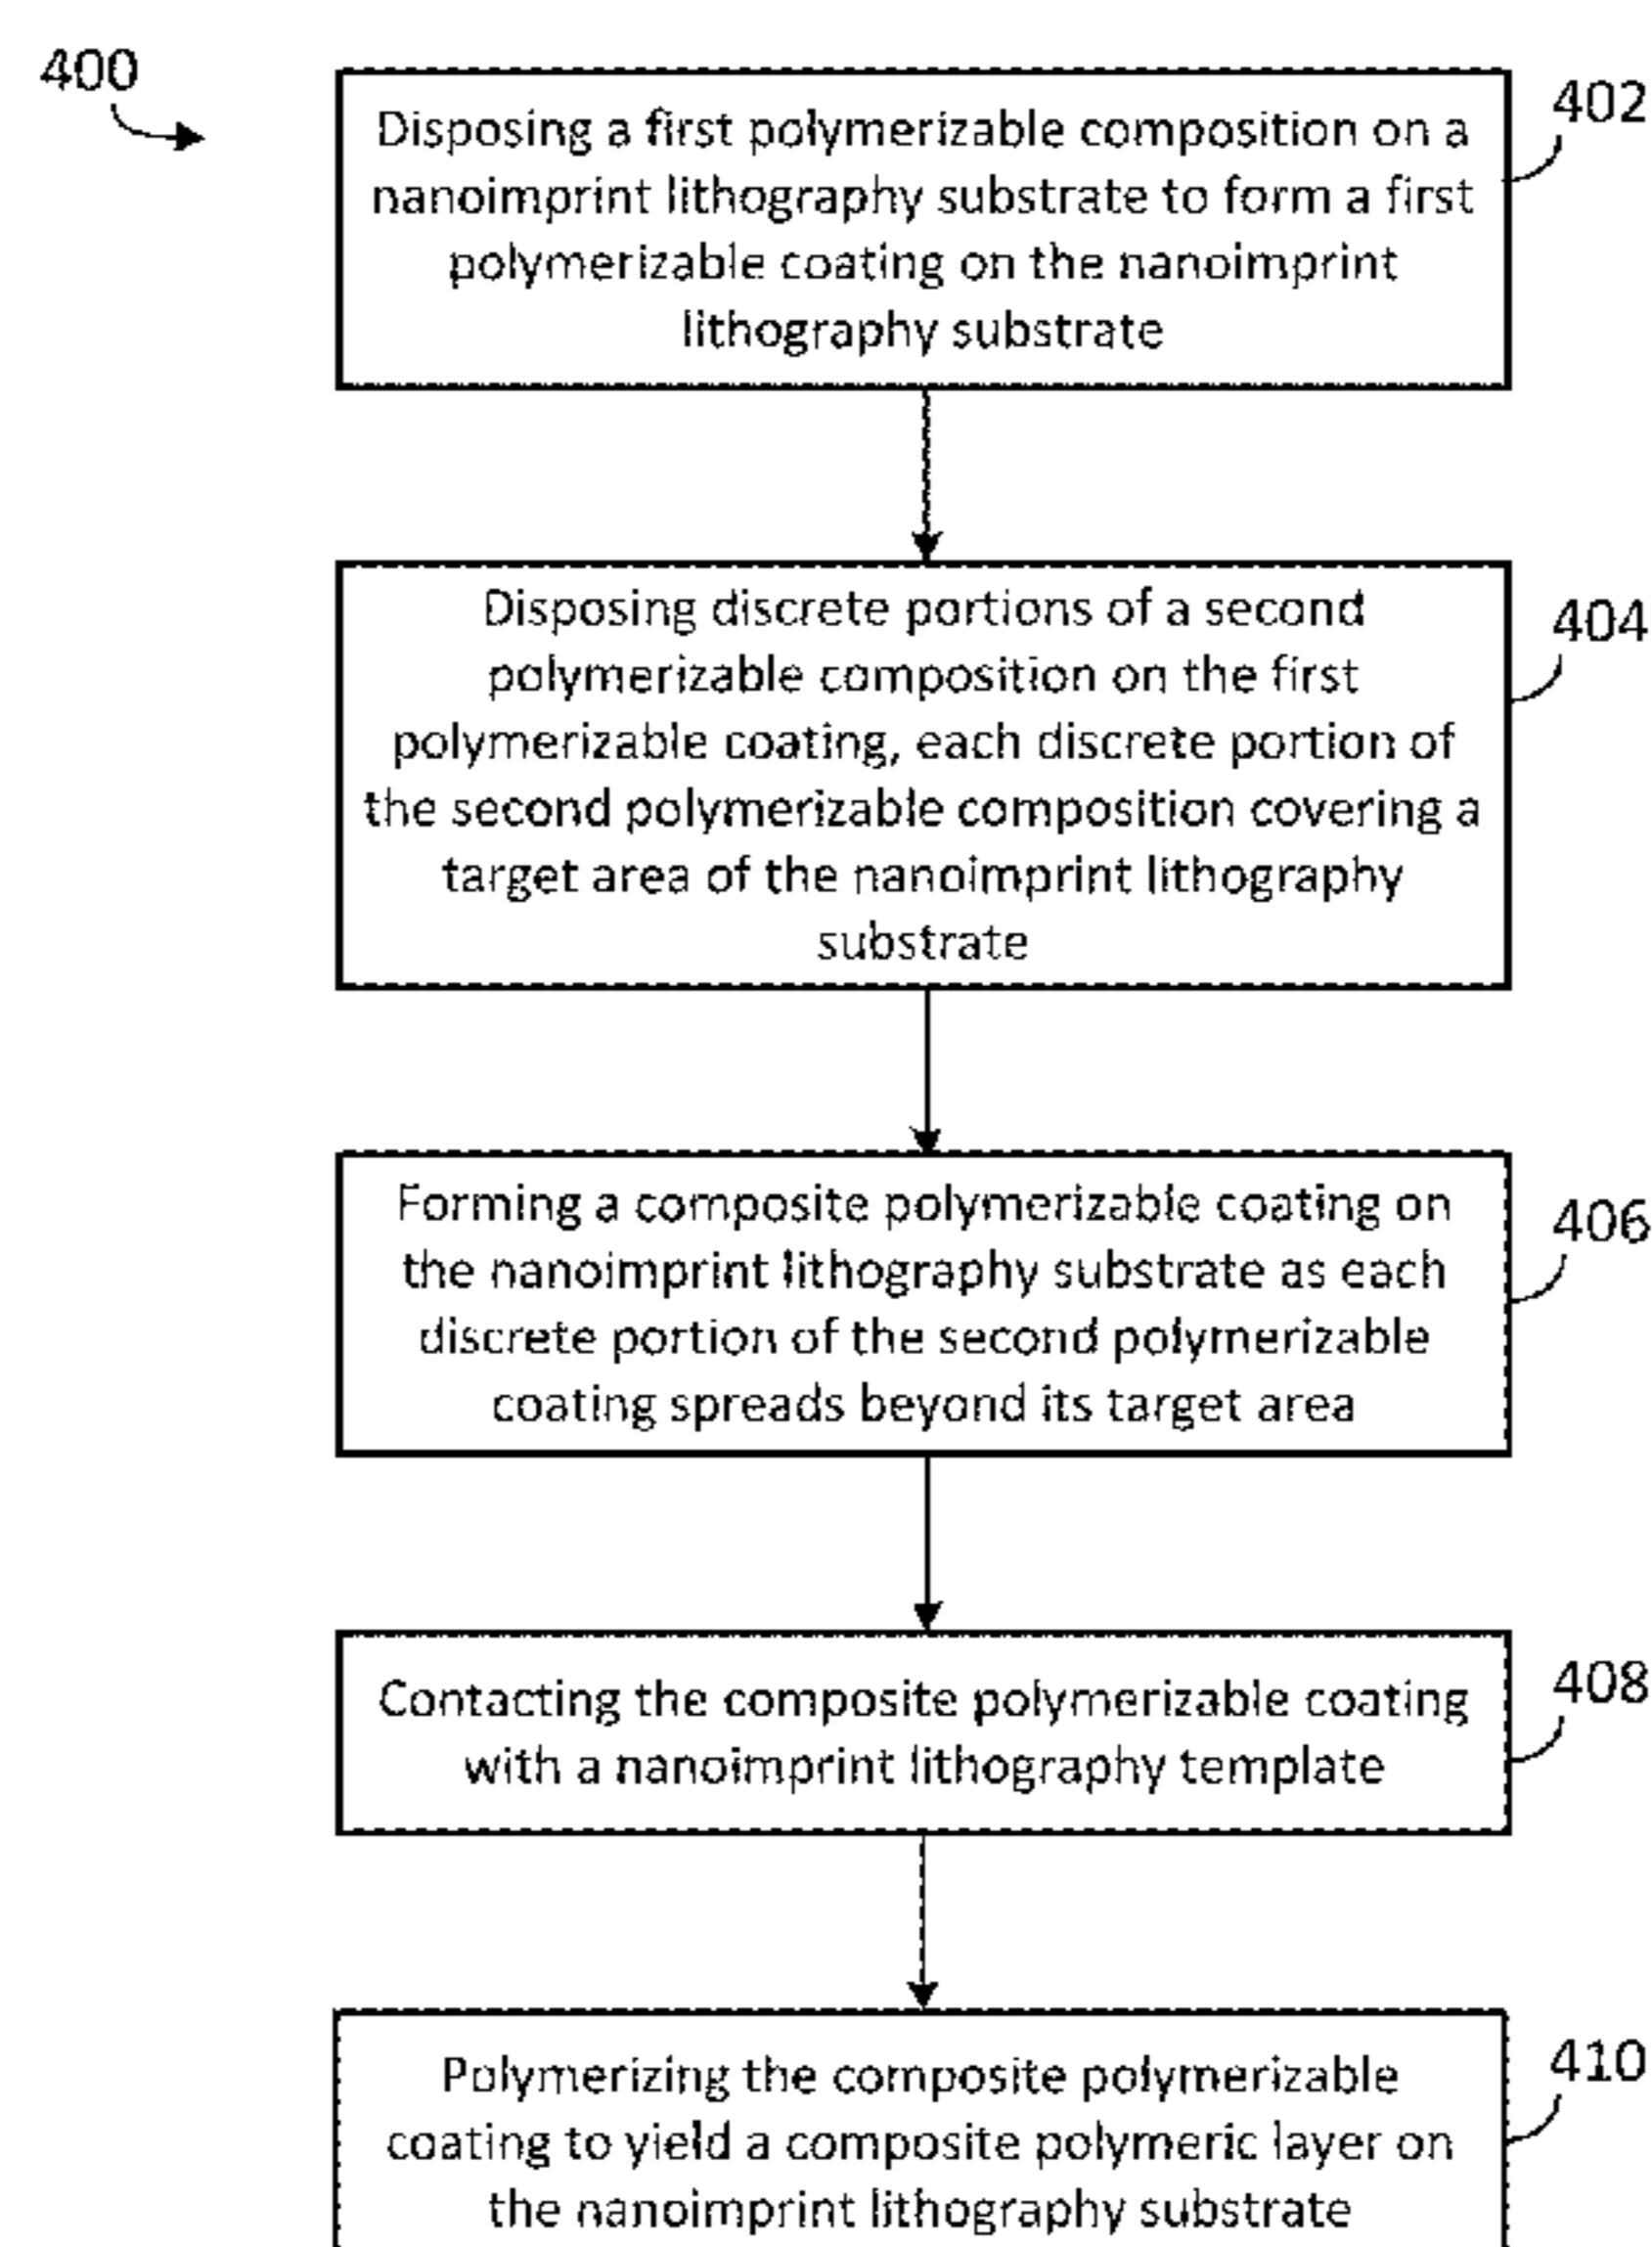 400
402
Disposing a first polymerizable composition on a
nanoimprint lithography substrate to form a first
polymerizable coating on the nanoimprint
lithography substrate
404
Disposing discrete portions of a second
polymerizable composition on the first
polymerizable coating, each discrete portion of
the second polymerizable composition covering a
target area of the nanoimprint lithography
substrate
406
Forming a composite polymerizable coating on
the nanoimprint lithography substrate as each
discrete portion of the second polymerizable
coating spreads beyond its target area
408
Contacting the composite polymerizable coating
with a nanoimprint lithography template
410
Polymerizing the composite polymerizable
coating to yield a composite polymeric layer on
the nanoimprint lithography substrate